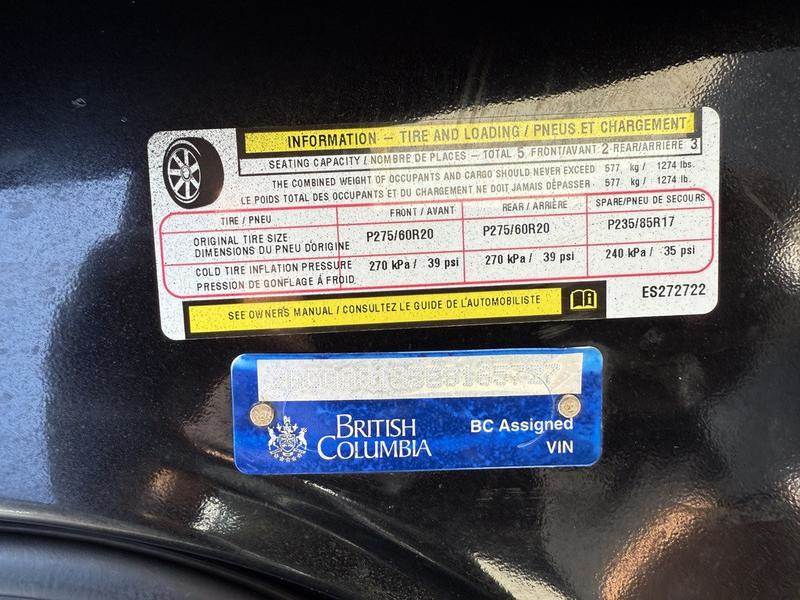 INFORMATION – TIRE AND LOADING / PNEUS ET CHARGEMENT
SEATING CAPACITY / NOMBRE DE PLACES – TOTAL 5 FRONT/AVANT 2 REAR/ARRIÈRE 3
THE COMBINED WEIGHT OF OCCUPANTS AND CARGO SHOULD NEVER EXCEED 577 kg / 1274 lbs.
LE POIDS TOTAL DES OCCUPANTS ET DU CHARGEMENT NE DOIT JAMAIS DÉPASSER 577 kg / 1274 lb.
TIRE / PNEU FRONT / AVANT REAR / ARRIÈRE SPARE/PNEU DE SECOURS
ORIGINAL TIRE SIZE
DIMENSIONS DU PNEU D'ORIGINE P275/60R20 P275/60R20 P235/85R17
COLD TIRE INFLATION PRESSURE
PRESSION DE GONFLAGE À FROID 270 kPa / 39 psi 270 kPa / 39 psi 240 kPa / 35 psi
SEE OWNER'S MANUAL / CONSULTEZ LE GUIDE DE L'AUTOMOBILISTE
ES272722
BRITISH
COLUMBIA
BC Assigned
VIN